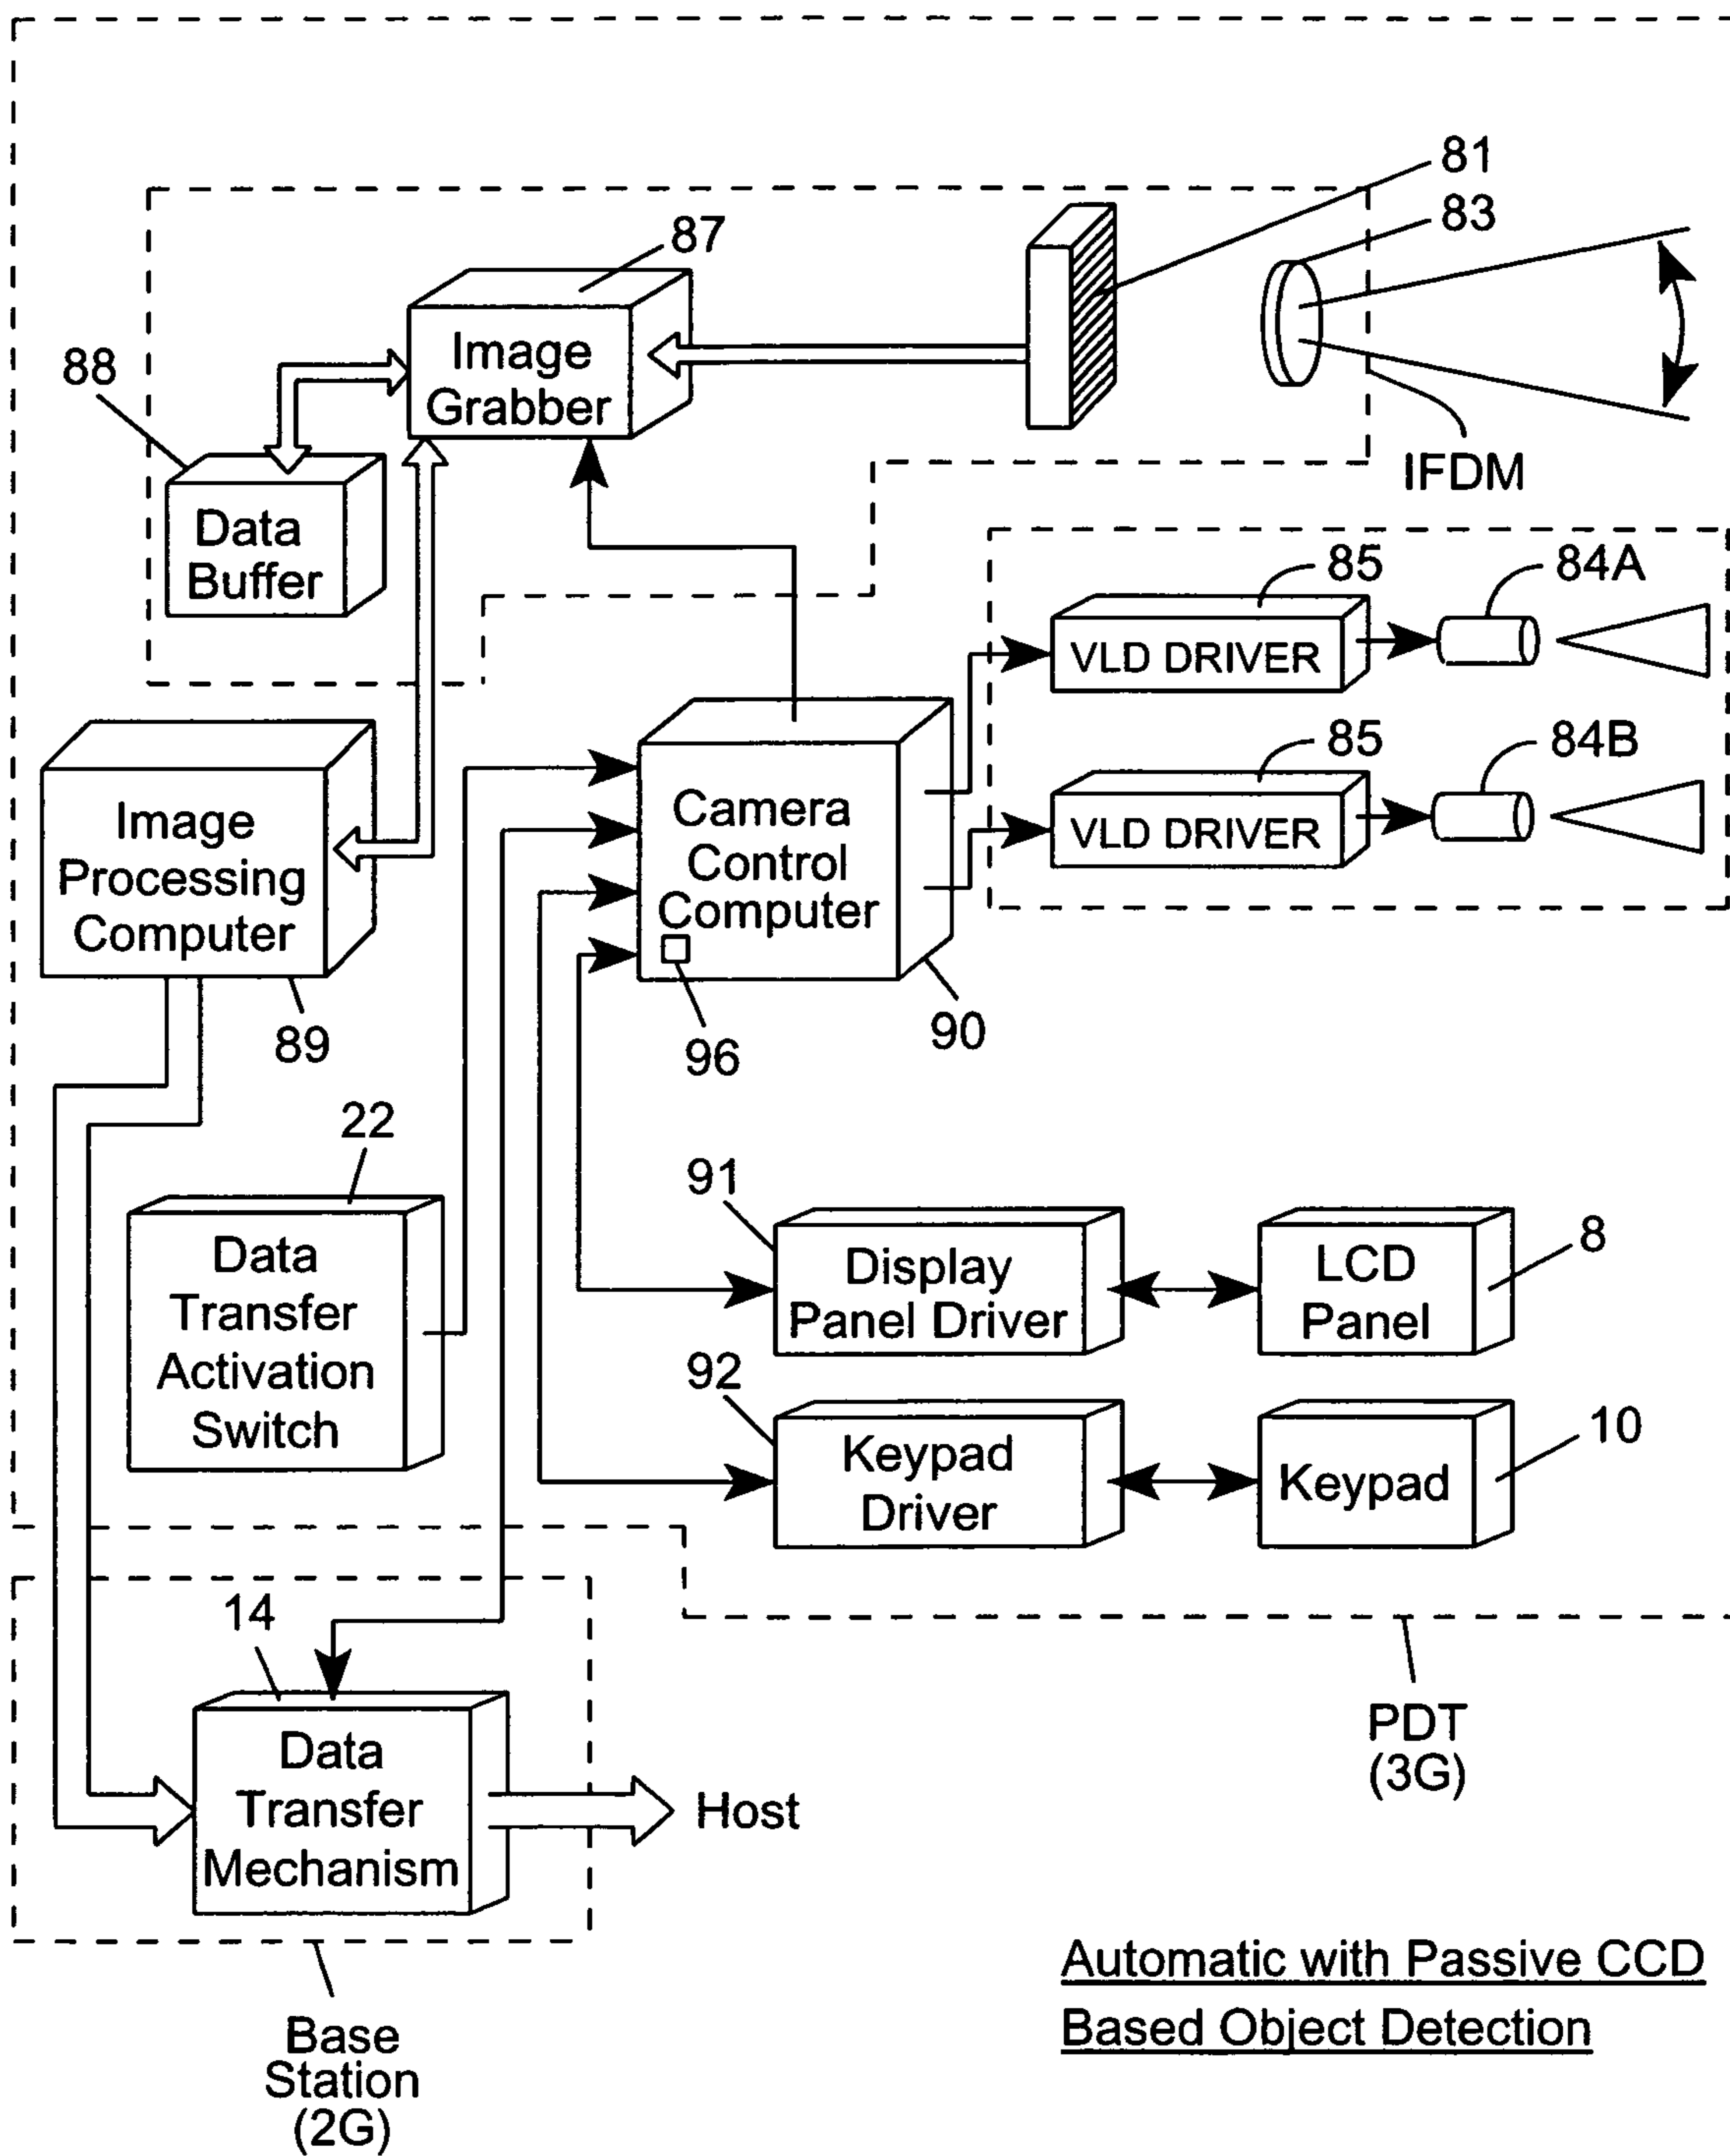 81
83
87
Image
Grabber
88
IFDM
Data
Buffer
85
84A
VLD DRIVER
85
84B
VLD DRIVER
Image
Processing
Computer
Camera
Control
Computer
89
96
90
22
Data
Transfer
Activation
Switch
91
Display
Panel Driver
LCD
Panel
8
92
Keypad
Driver
Keypad
10
14
Data
Transfer
Mechanism
Host
PDT
(3G)
Base
Station
(2G)
Automatic with Passive CCD
Based Object Detection